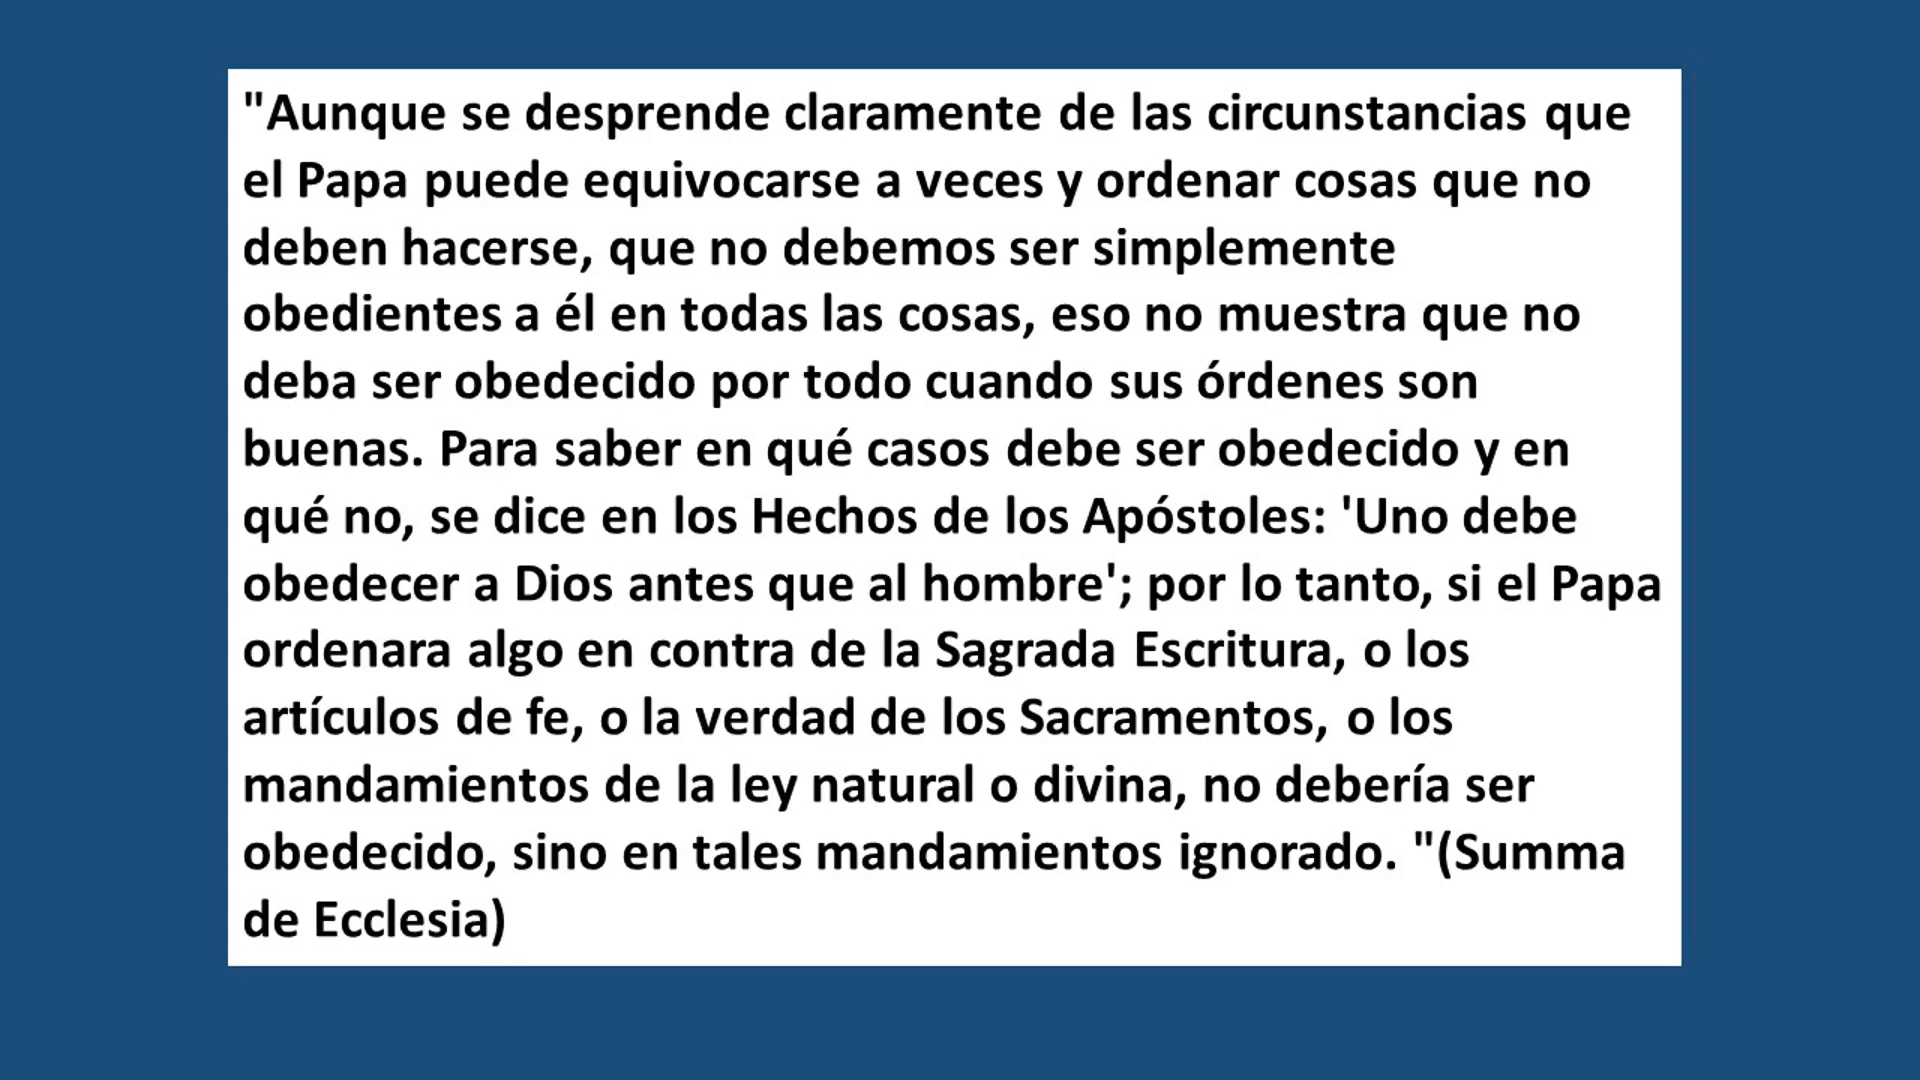 "Aunque se desprende claramente de las circunstancias que
el Papa puede equivocarse a veces y ordenar cosas que no
deben hacerse, que no debemos ser simplemente
obedientes a él en todas las cosas, eso no muestra que no
deba ser obedecido por todo cuando sus órdenes son
buenas. Para saber en qué casos debe ser obedecido y en
qué no, se dice en los Hechos de los Apóstoles: 'Uno debe
obedecer a Dios antes que al hombre'; por lo tanto, si el Papa
ordenara algo en contra de la Sagrada Escritura, o los
artículos de fe, o la verdad de los Sacramentos, o los
mandamientos de la ley natural o divina, no debería ser
obedecido, sino en tales mandamientos ignorado. "(Summa
de Ecclesia)